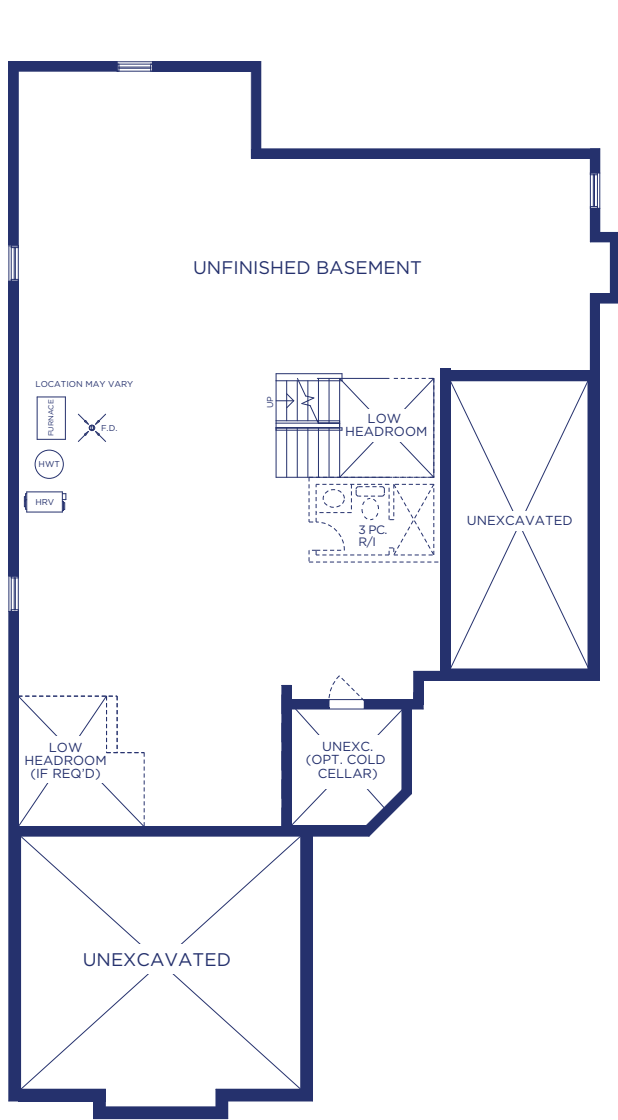 UNFINISHED BASEMENT
LOCATION MAY VARY
FURNACE
F.D.
HWT
HRV
UP
LOW
HEADROOM
3 PC.
R/I
UNEXCAVATED
LOW
HEADROOM
(IF REQ'D)
UNEXC.
(OPT. COLD
CELLAR)
UNEXCAVATED